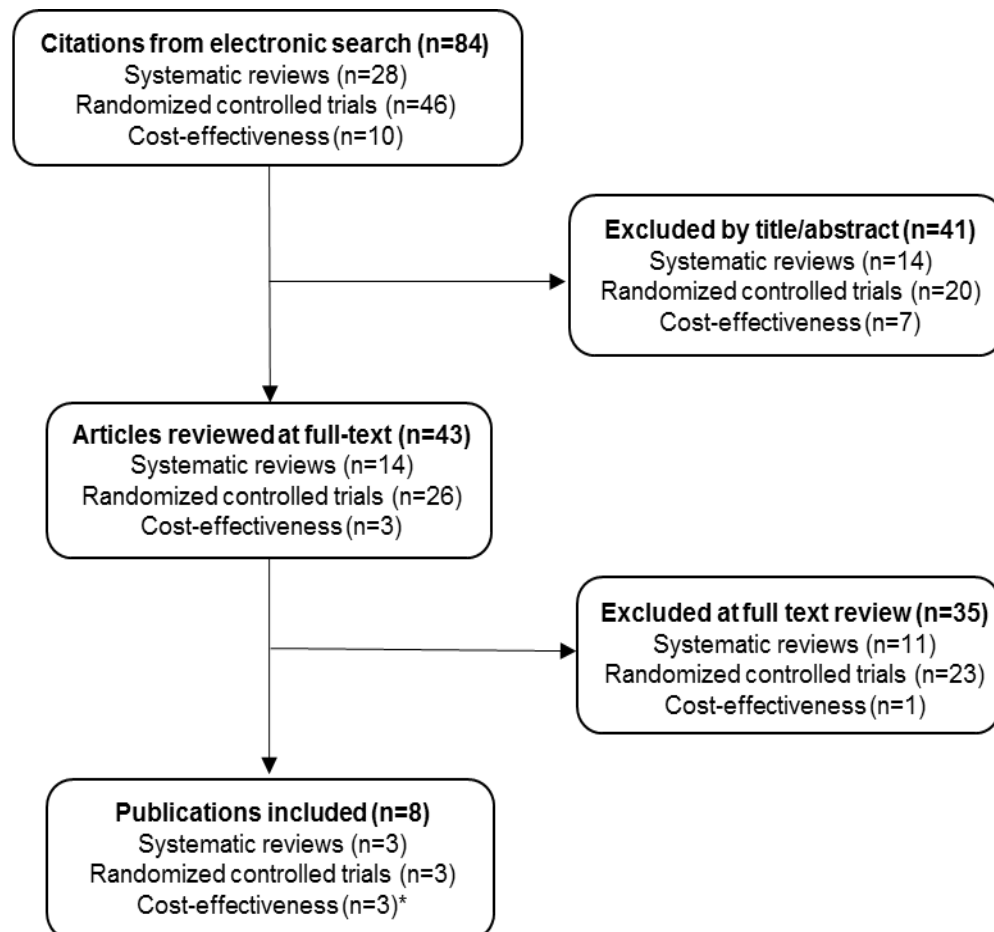 Citations from electronic search (n=84)
Systematic reviews (n=28)
Randomized controlled trials (n=46)
Cost-effectiveness (n=10)
Excluded by title/abstract (n=41)
Systematic reviews (n=14)
Randomized controlled trials (n=20)
Cost-effectiveness (n=7)
Articles reviewed at full-text (n=43)
Systematic reviews (n=14)
Randomized controlled trials (n=26)
Cost-effectiveness (n=3)
Excluded at full text review (n=35)
Systematic reviews (n=11)
Randomized controlled trials (n=23)
Cost-effectiveness (n=1)
Publications included (n=8)
Systematic reviews (n=3)
Randomized controlled trials (n=3)
Cost-effectiveness (n=3)*